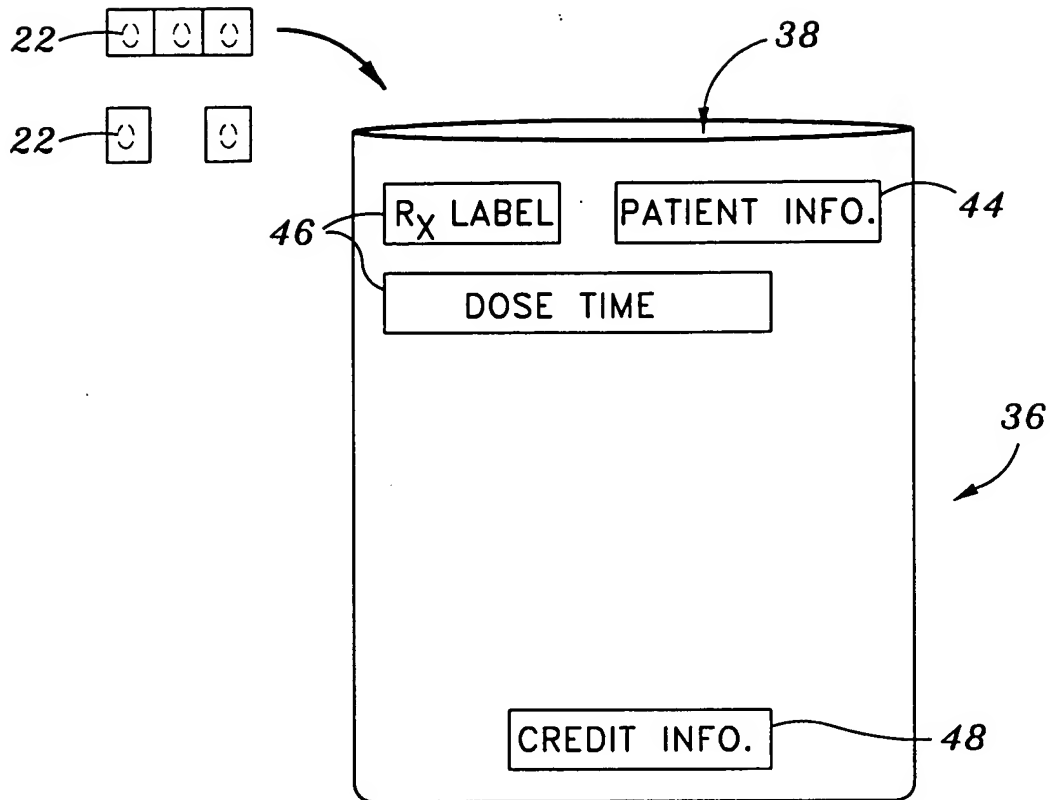 22
38
22
Rx LABEL
PATIENT INFO.
44
46
DOSE TIME
36
CREDIT INFO.
48